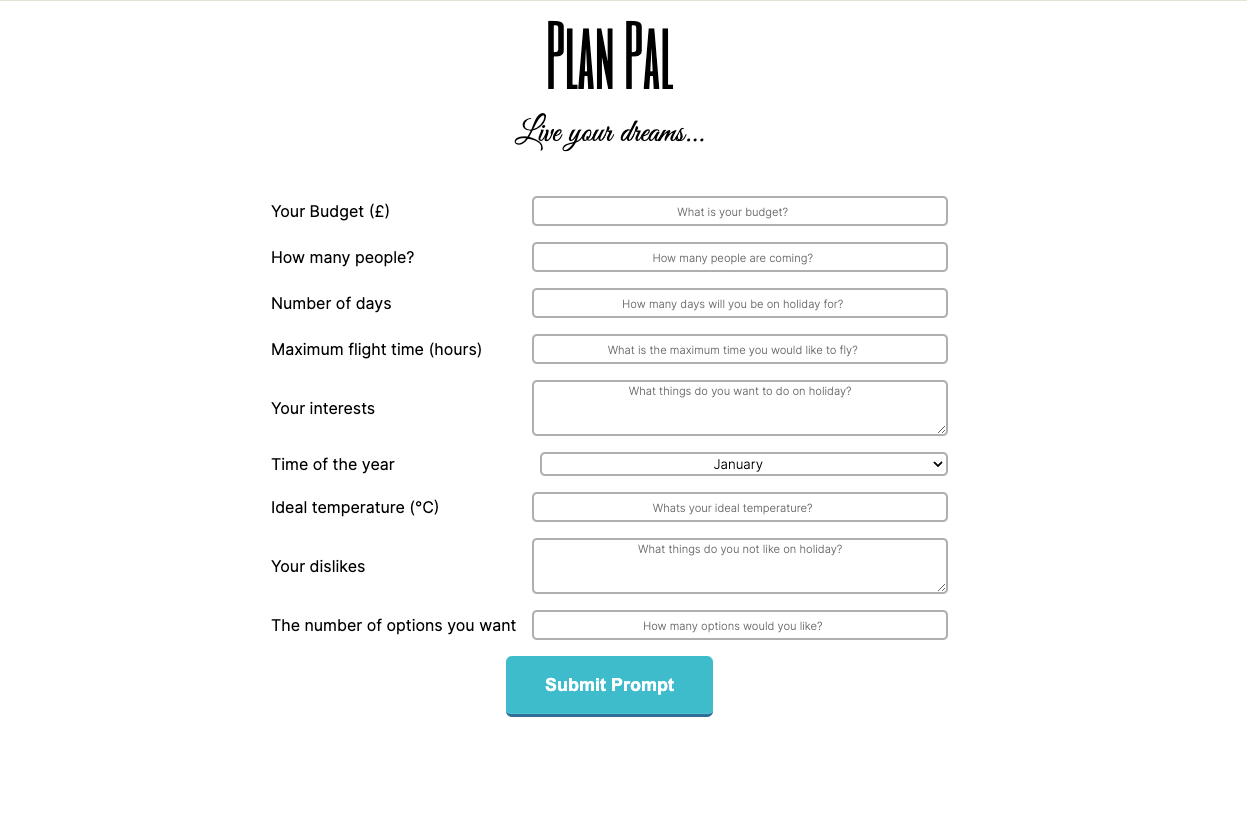 Plan Pal
Live your dreams...
Your Budget (£) What is your budget?
How many people? How many people are coming?
Number of days How many days will you be on holiday for?
Maximum flight time (hours) What is the maximum time you would like to fly?
Your interests What things do you want to do on holiday?
Time of the year January
Ideal temperature (°C) Whats your ideal temperature?
Your dislikes What things do you not like on holiday?
The number of options you want How many options would you like?
Submit Prompt